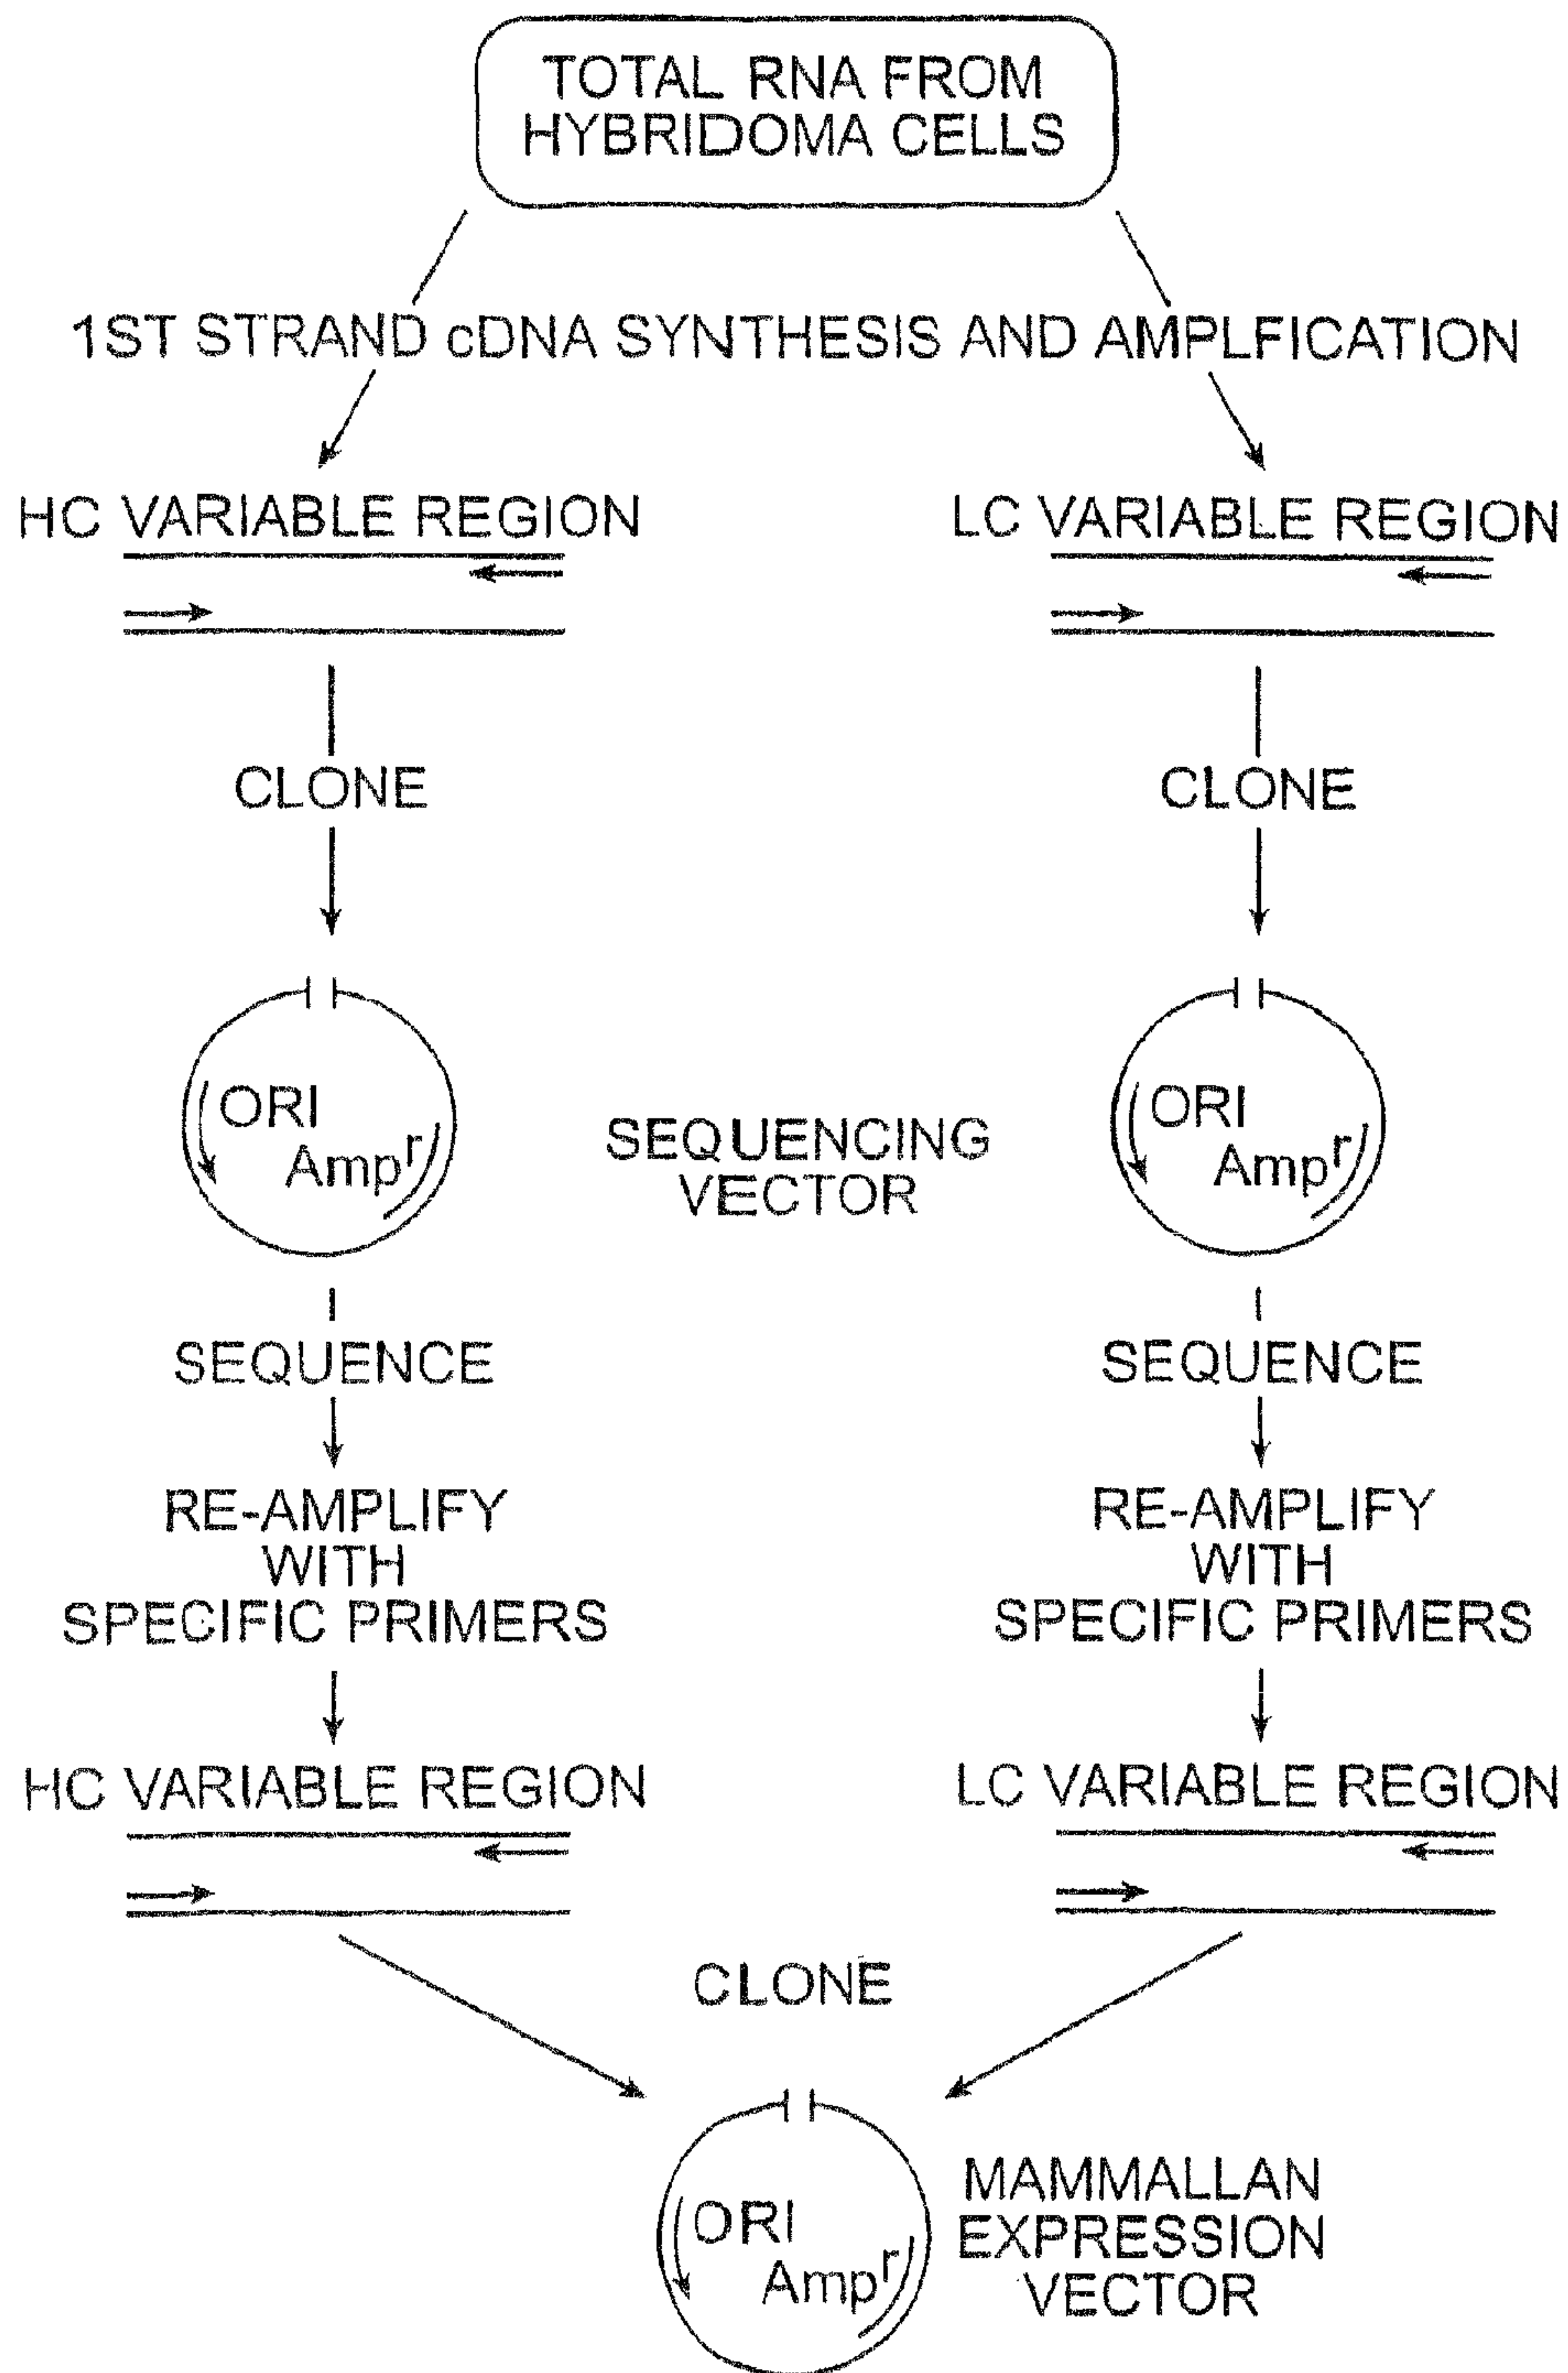 TOTAL RNA FROM
HYBRIDOMA CELLS
1ST STRAND cDNA SYNTHESIS AND AMPLFICATION
HC VARIABLE REGION
LC VARIABLE REGION
CLONE
CLONE
ORI
Ampr
SEQUENCING
VECTOR
ORI
Ampr
SEQUENCE
SEQUENCE
RE-AMPLIFY
WITH
SPECIFIC PRIMERS
RE-AMPLIFY
WITH
SPECIFIC PRIMERS
HC VARIABLE REGION
LC VARIABLE REGION
CLONE
ORI
Ampr
MAMMALLAN
EXPRESSION
VECTOR